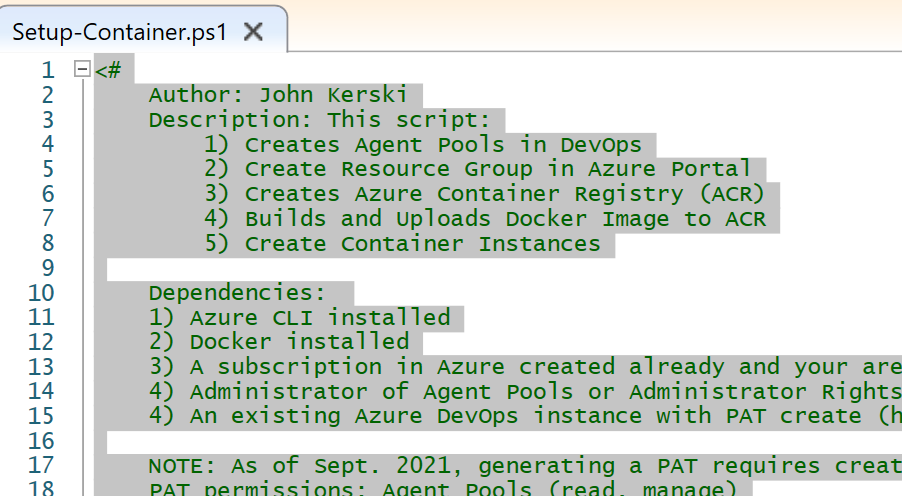 Setup-Container.ps1
1 <#
2 Author: John Kerski
3 Description: This script:
4 1) Creates Agent Pools in DevOps
5 2) Create Resource Group in Azure Portal
6 3) Creates Azure Container Registry (ACR)
7 4) Builds and Uploads Docker Image to ACR
8 5) Create Container Instances
9
10 Dependencies:
11 1) Azure CLI installed
12 2) Docker installed
13 3) A subscription in Azure created already and your are
14 4) Administrator of Agent Pools or Administrator Rights
15 4) An existing Azure DevOps instance with PAT create (h
16
17 NOTE: As of Sept. 2021, generating a PAT requires creat
18 PAT permissions: Agent Pools (read, manage)